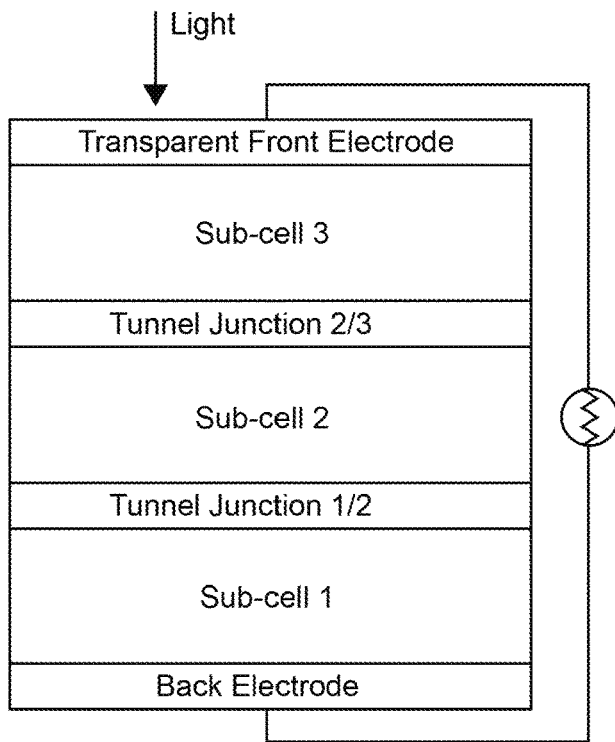 Light
Transparent Front Electrode
Sub-cell 3
Tunnel Junction 2/3
Sub-cell 2
Tunnel Junction 1/2
Sub-cell 1
Back Electrode